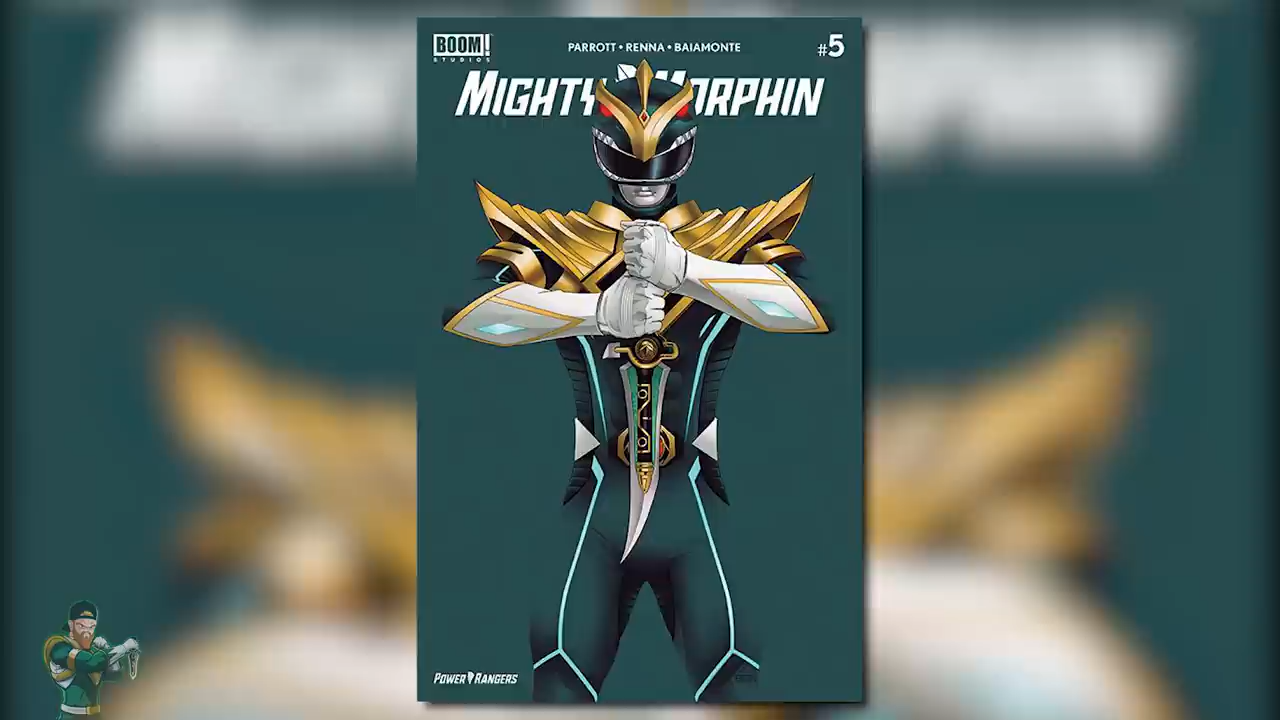 BOOM!
STUDIOS
PARROTT • RENNA • BAIAMONTE
#5
MIGHTY MORPHIN
POWER RANGERS